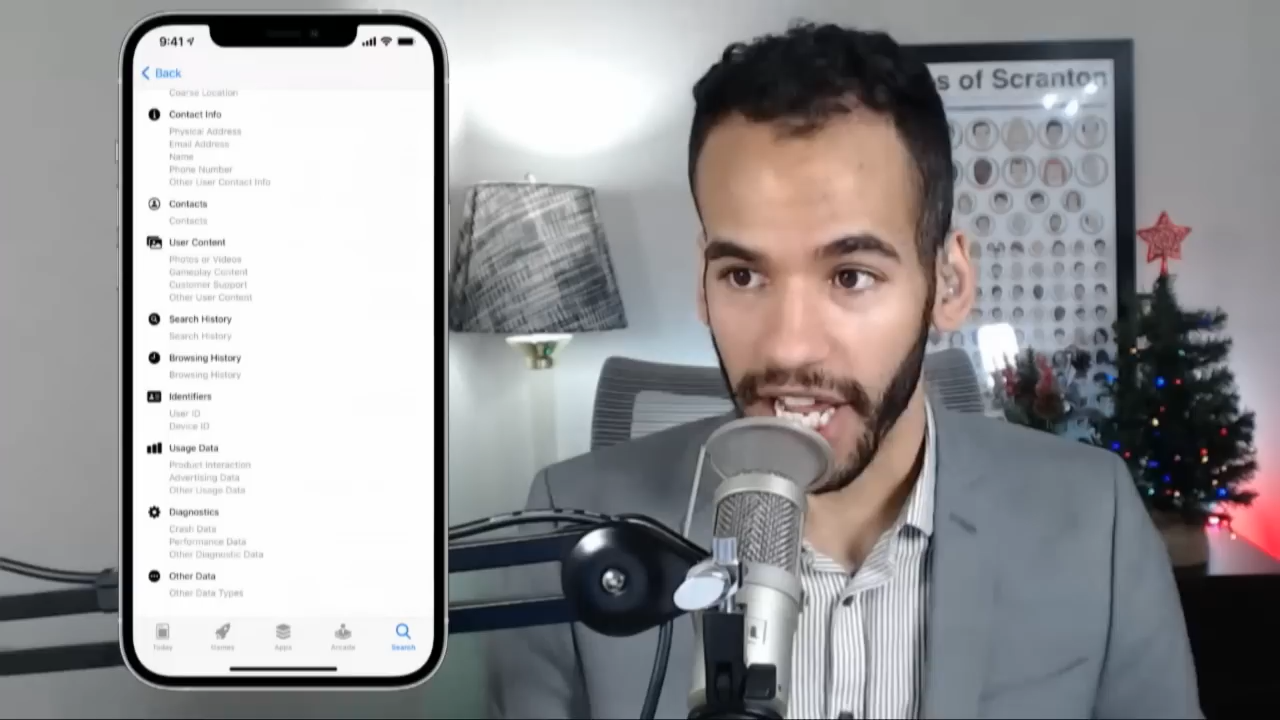 9:41
Back
Coarse Location
Contact Info
Physical Address
Email Address
Name
Phone Number
Other User Contact Info
Contacts
Contacts
User Content
Photos or Videos
Gameplay Content
Customer Support
Other User Content
Search History
Search History
Browsing History
Browsing History
Identifiers
User ID
Device ID
Usage Data
Product Interaction
Advertising Data
Other Usage Data
Diagnostics
Crash Data
Performance Data
Other Diagnostic Data
Other Data
Other Data Types
Today
Games
Apps
Arcade
Search
s of Scranton